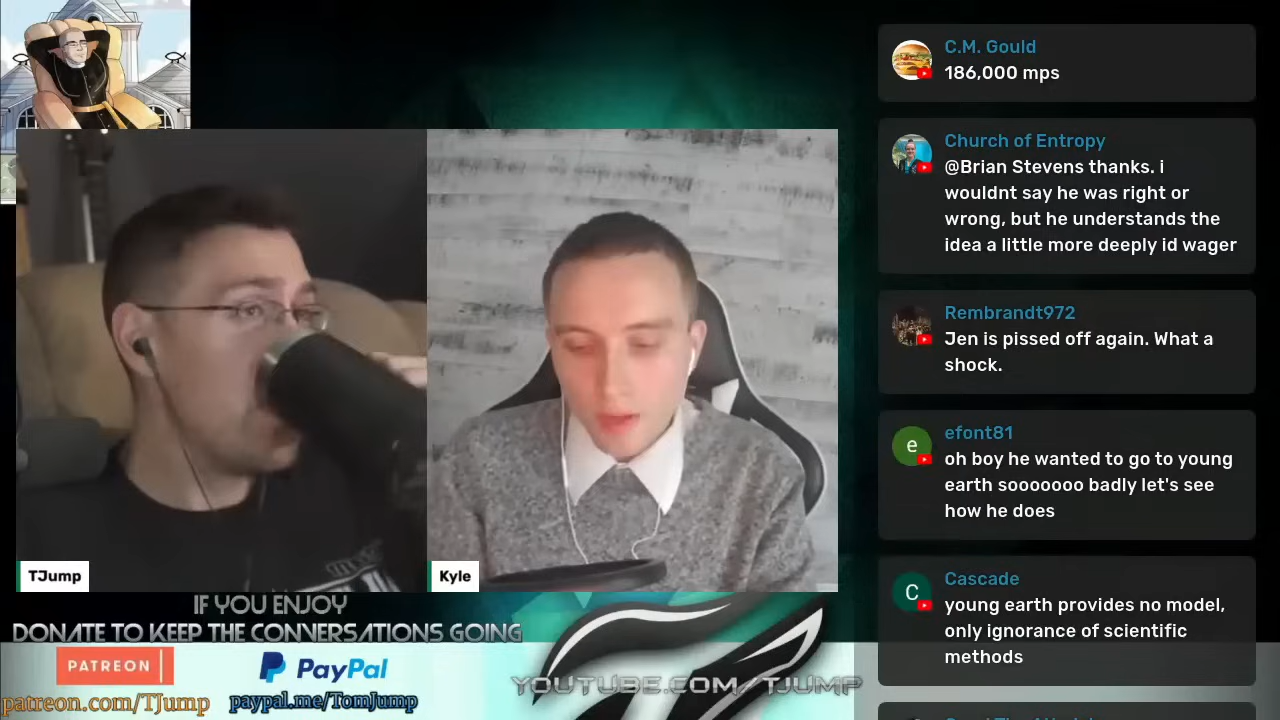 C.M. Gould
186,000 mps
Church of Entropy
@Brian Stevens thanks. i
wouldnt say he was right or
wrong, but he understands the
idea a little more deeply id wager
Rembrandt972
Jen is pissed off again. What a
shock.
efont81
e
oh boy he wanted to go to young
earth sooooooo badly let's see
how he does
Cascade
C
young earth provides no model,
only ignorance of scientific
methods
TJump
Kyle
IF YOU ENJOY
DONATE TO KEEP THE CONVERSATIONS GOING
PATREON
PayPal
patreon.com/TJump
paypal.me/TomJump
YOUTUBE.COM/TJUMP